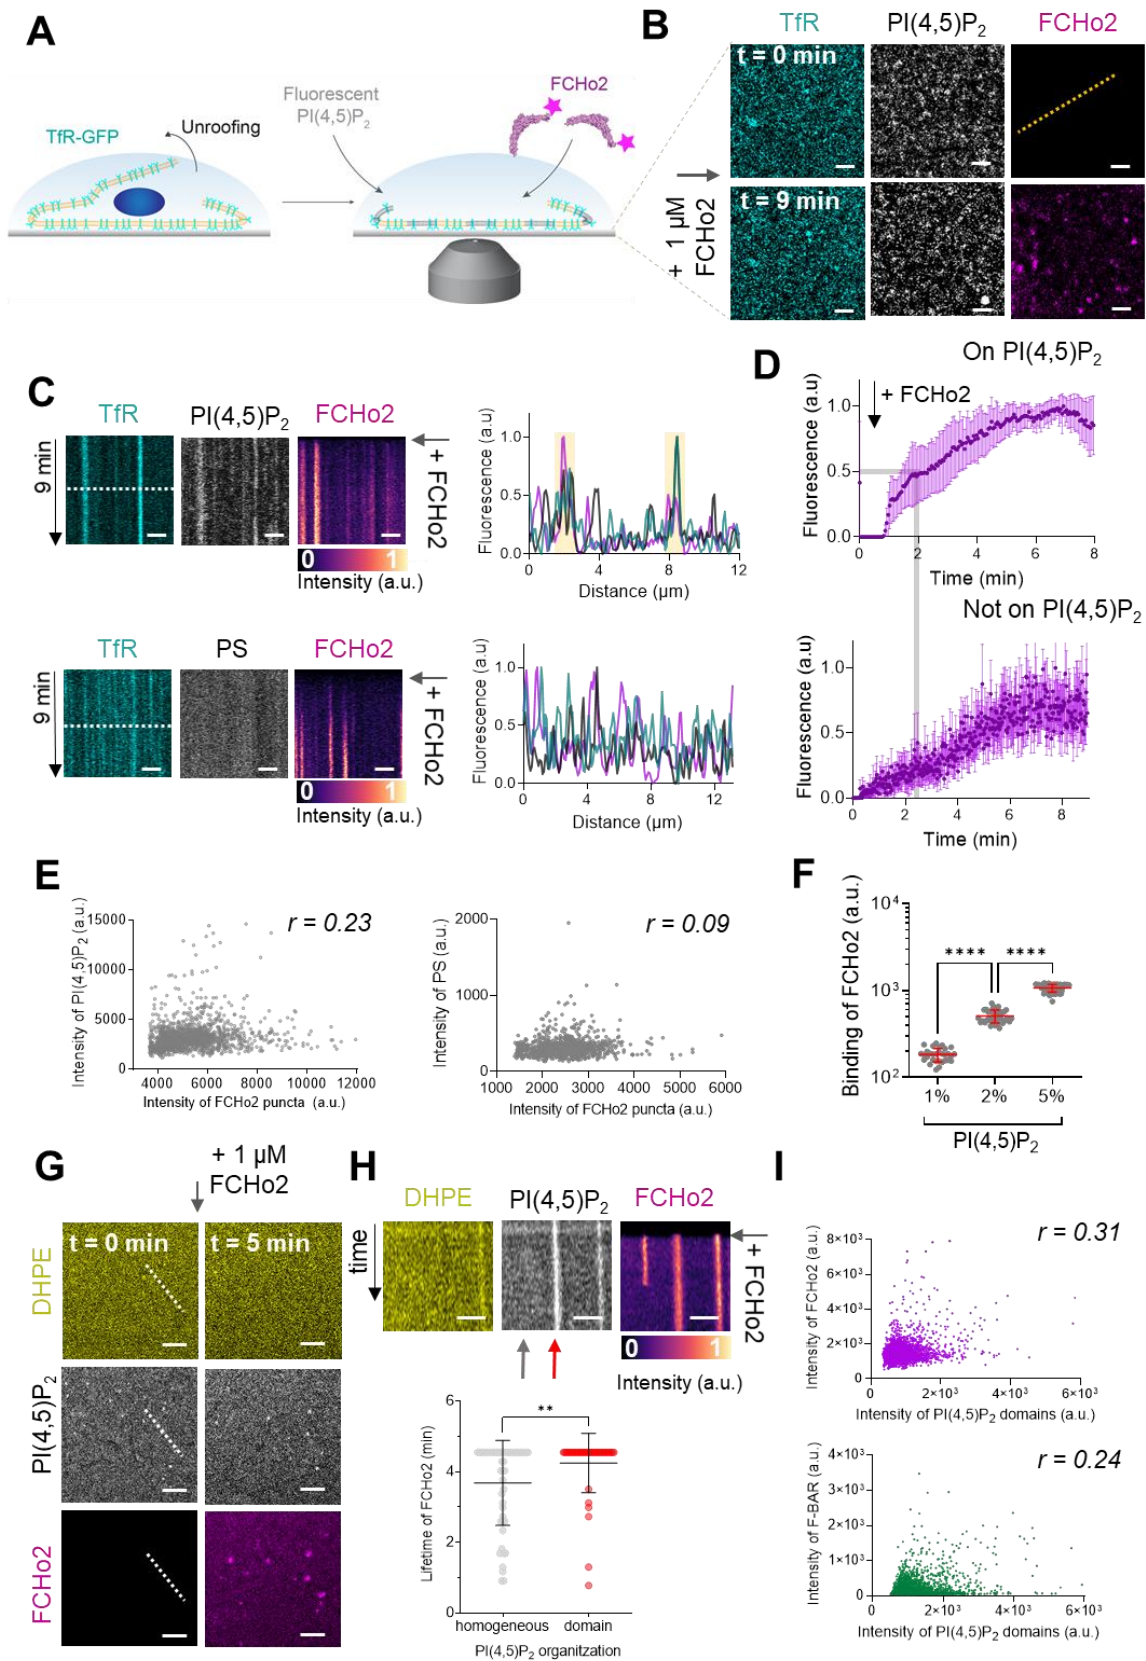 A
Fluorescent
PI(4,5)P2
FCHo2
TfR-GFP
Unroofing
B
TfR
PI(4,5)P2
FCHo2
t = 0 min
t = 9 min
+ 1 µM
FCHo2
C
TfR
PI(4,5)P2
FCHo2
9 min
+ FCHo2
0 1
Intensity (a.u.)
Fluorescence (a.u)
1.0
0.5
0.0
0 4 8 12
Distance (µm)
TfR
PS
FCHo2
9 min
+ FCHo2
0 1
Intensity (a.u.)
Fluorescence (a.u)
1.0
0.5
0.0
0 4 8 12
Distance (µm)
D
On PI(4,5)P2
+ FCHo2
Fluorescence (a.u)
1.0
0.5
0.0
0 2 4 6 8
Time (min)
Not on PI(4,5)P2
Fluorescence (a.u)
1.0
0.5
0.0
0 2 4 6 8
Time (min)
E
r = 0.23
Intensity of PI(4,5)P2 (a.u.)
15000
10000
5000
0
4000 6000 8000 10000 12000
Intensity of FCHo2 puncta (a.u.)
r = 0.09
Intensity of PS (a.u.)
2000
1000
0
1000 2000 3000 4000 5000 6000
Intensity of FCHo2 puncta (a.u.)
F
Binding of FCHo2 (a.u.)
10⁴
10³
10²
**** ****
1% 2% 5%
PI(4,5)P2
G
+ 1 µM
FCHo2
DHPE
t = 0 min
t = 5 min
PI(4,5)P2
FCHo2
H
DHPE
PI(4,5)P2
FCHo2
time
+ FCHo2
0 1
Intensity (a.u.)
Lifetime of FCHo2 (min)
6
4
2
0
**
homogeneous domain
PI(4,5)P2 organitzation
I
r = 0.31
Intensity of FCHo2 (a.u.)
8×10³
6×10³
4×10³
2×10³
0
0 2×10³ 4×10³ 6×10³
Intensity of PI(4,5)P2 domains (a.u.)
r = 0.24
Intensity of F-BAR (a.u.)
4×10³
3×10³
2×10³
1×10³
0
0 2×10³ 4×10³ 6×10³
Intensity of PI(4,5)P2 domains (a.u.)